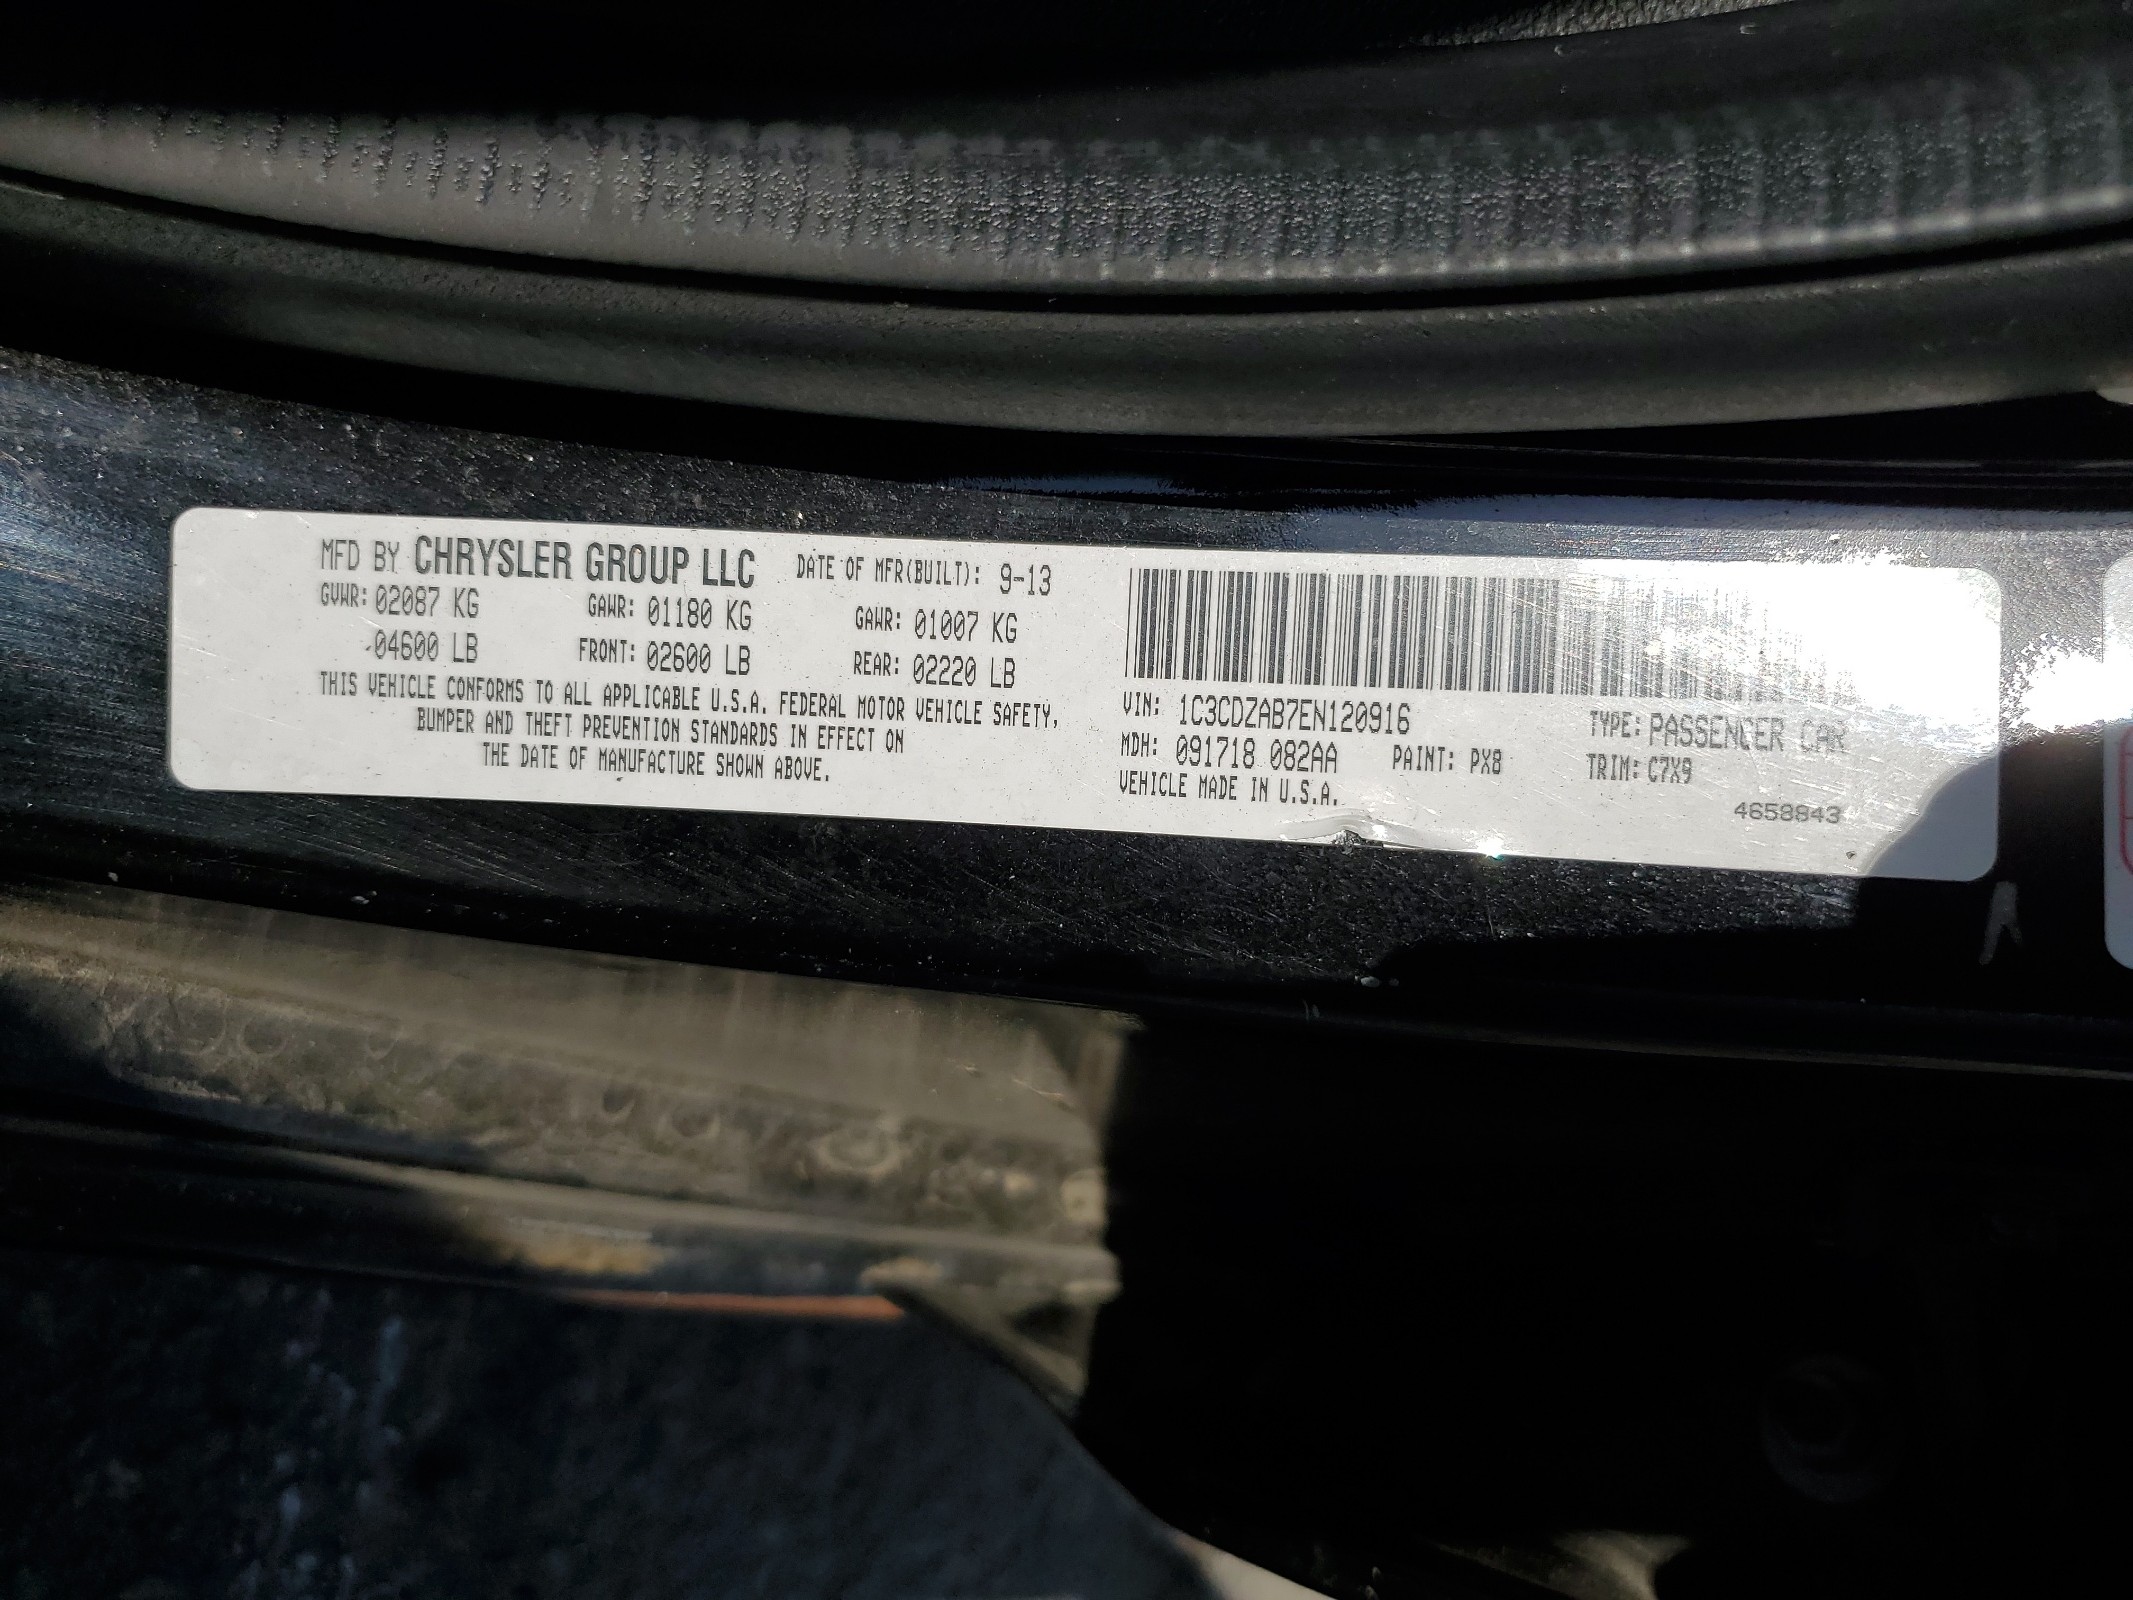 MFD BY CHRYSLER GROUP LLC DATE OF MFR(BUILT): 9-13
GVWR: 02087 KG GAWR: 01180 KG GAWR: 01007 KG
04600 LB FRONT: 02600 LB REAR: 02220 LB
THIS VEHICLE CONFORMS TO ALL APPLICABLE U.S.A. FEDERAL MOTOR VEHICLE SAFETY,
BUMPER AND THEFT PREVENTION STANDARDS IN EFFECT ON
THE DATE OF MANUFACTURE SHOWN ABOVE.
VIN: 1C3CDZAB7EN120916 TYPE: PASSENGER CAR
MDH: 091718 082AA PAINT: PX8 TRIM: C7X9
VEHICLE MADE IN U.S.A.
4658843